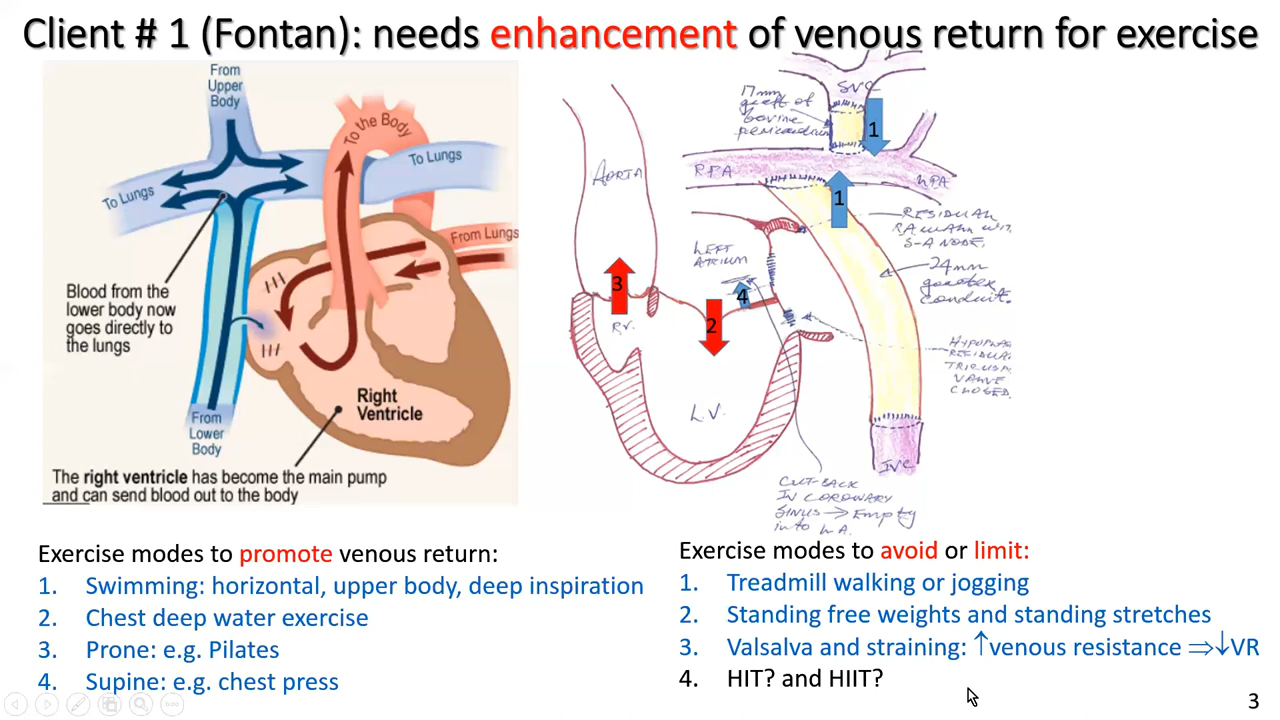 Client # 1 (Fontan): needs enhancement of venous return for exercise
From
Upper
Body
To the Body
To Lungs
To Lungs
From Lungs
Blood from the
lower body now
goes directly to
the lungs
Right
Ventricle
From
Lower
Body
The right ventricle has become the main pump
and can send blood out to the body
SVC
17mm
graft of
bovine
pericardium
1
AORTA
RPA
LPA
1
RESIDUAL
RA WALL WITH
S-A NODE.
LEFT
ATRIUM
24mm
conduit.
3
4
2
R.V.
RESIDUAL
VALVE
CLOSED.
L.V.
IVC
CUT-BACK
IN CORONARY
SINUS → Empty
into LA.
Exercise modes to promote venous return:
1. Swimming: horizontal, upper body, deep inspiration
2. Chest deep water exercise
3. Prone: e.g. Pilates
4. Supine: e.g. chest press
Exercise modes to avoid or limit:
1. Treadmill walking or jogging
2. Standing free weights and standing stretches
3. Valsalva and straining: ↑venous resistance ⇒↓VR
4. HIT? and HIIT?
3